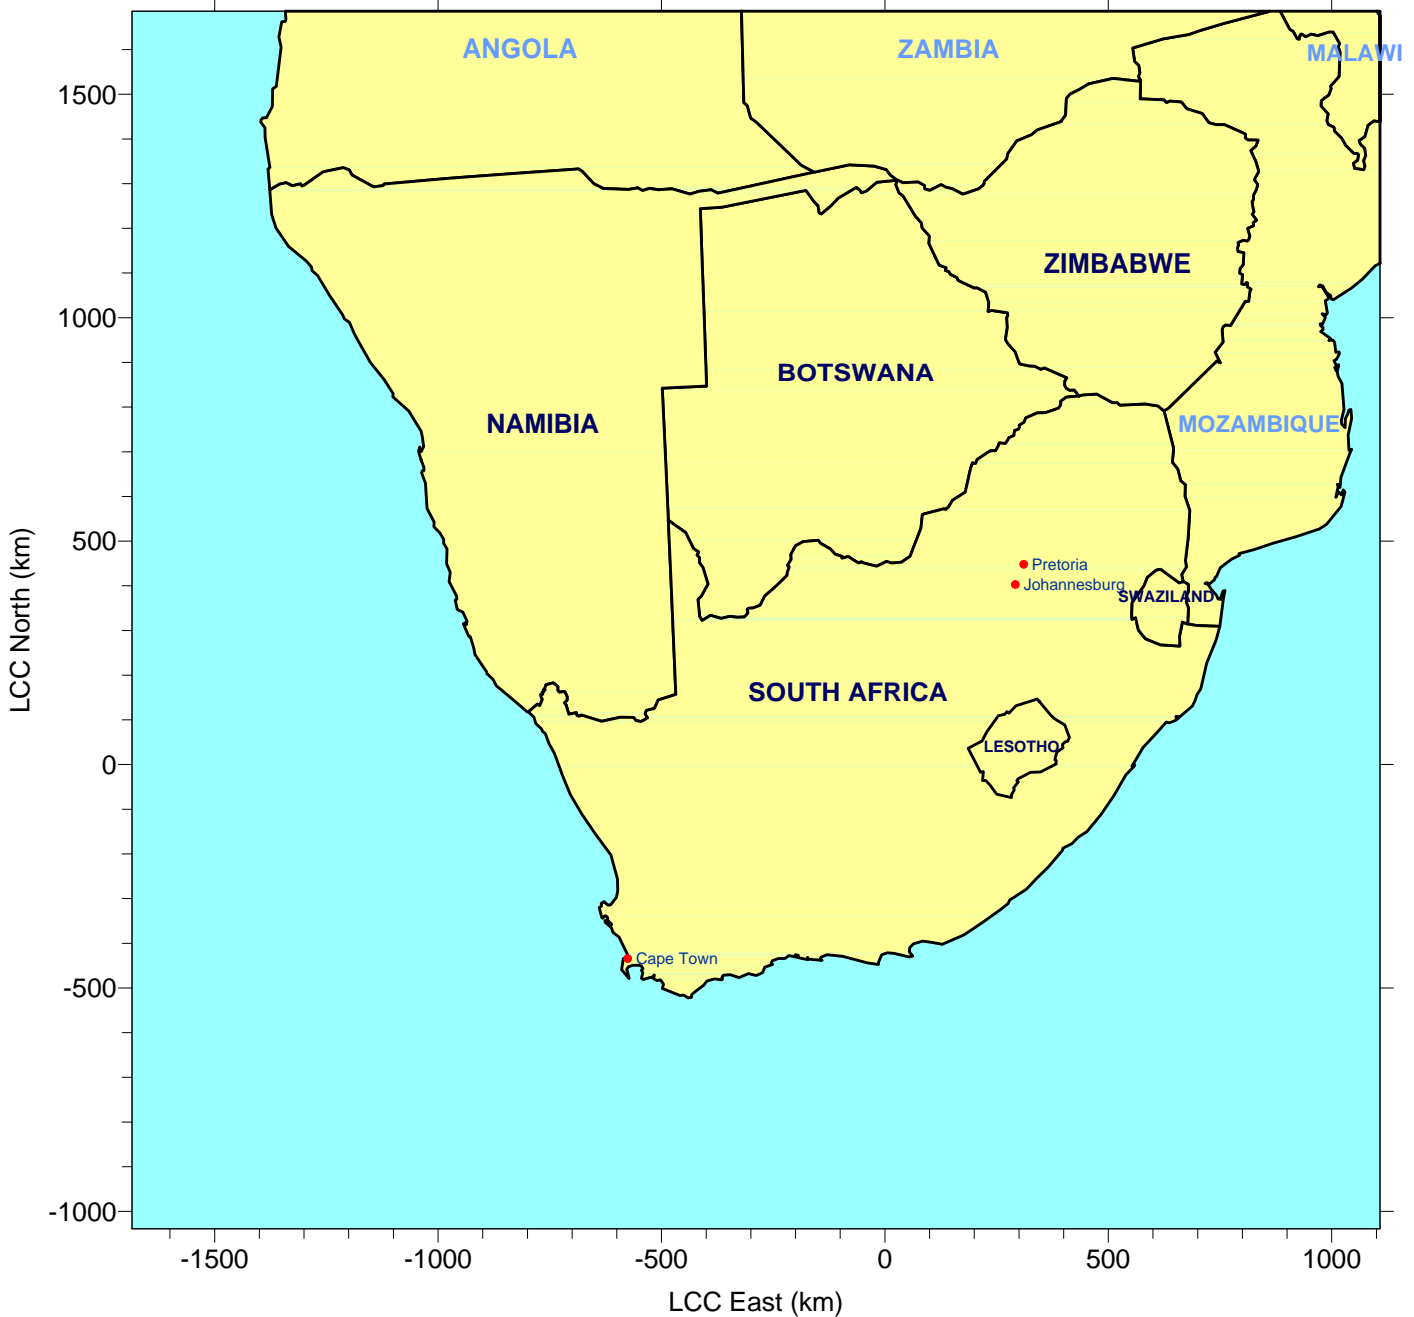 ANGOLA
ZAMBIA
MALAWI
1500
ZIMBABWE
1000
BOTSWANA
NAMIBIA
MOZAMBIQUE
500
Pretoria
Johannesburg
SWAZILAND
LCC North (km)
SOUTH AFRICA
LESOTHO
0
Cape Town
-500
-1000
-1500
-1000
-500
0
500
1000
LCC East (km)